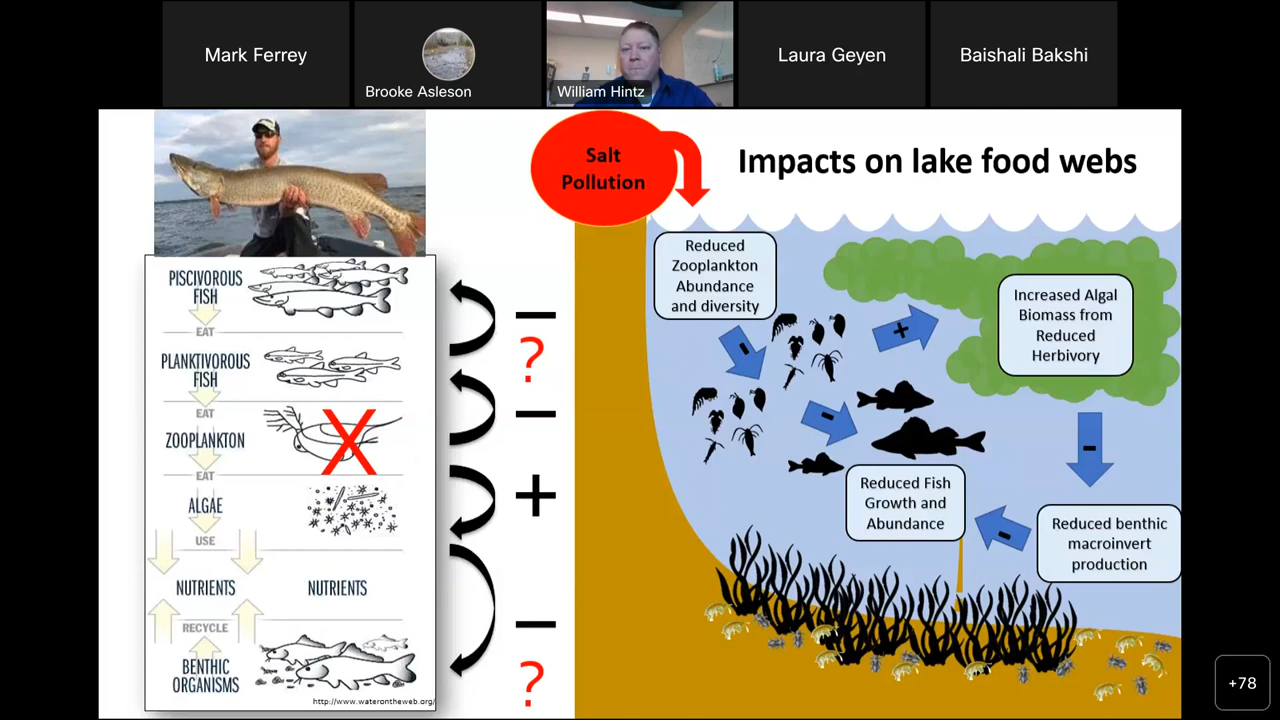 Mark Ferrey
Brooke Asleson
William Hintz
Laura Geyen
Baishali Bakshi
Salt
Pollution
Impacts on lake food webs
PISCIVOROUS
FISH
EAT
PLANKTIVOROUS
FISH
EAT
ZOOPLANKTON
X
EAT
ALGAE
USE
NUTRIENTS
NUTRIENTS
RECYCLE
BENTHIC
ORGANISMS
http://www.waterontheweb.org/
−
?
−
+
−
?
Reduced
Zooplankton
Abundance
and diversity
-
+
Increased Algal
Biomass from
Reduced
Herbivory
-
-
Reduced Fish
Growth and
Abundance
-
Reduced benthic
macroinvert
production
+78